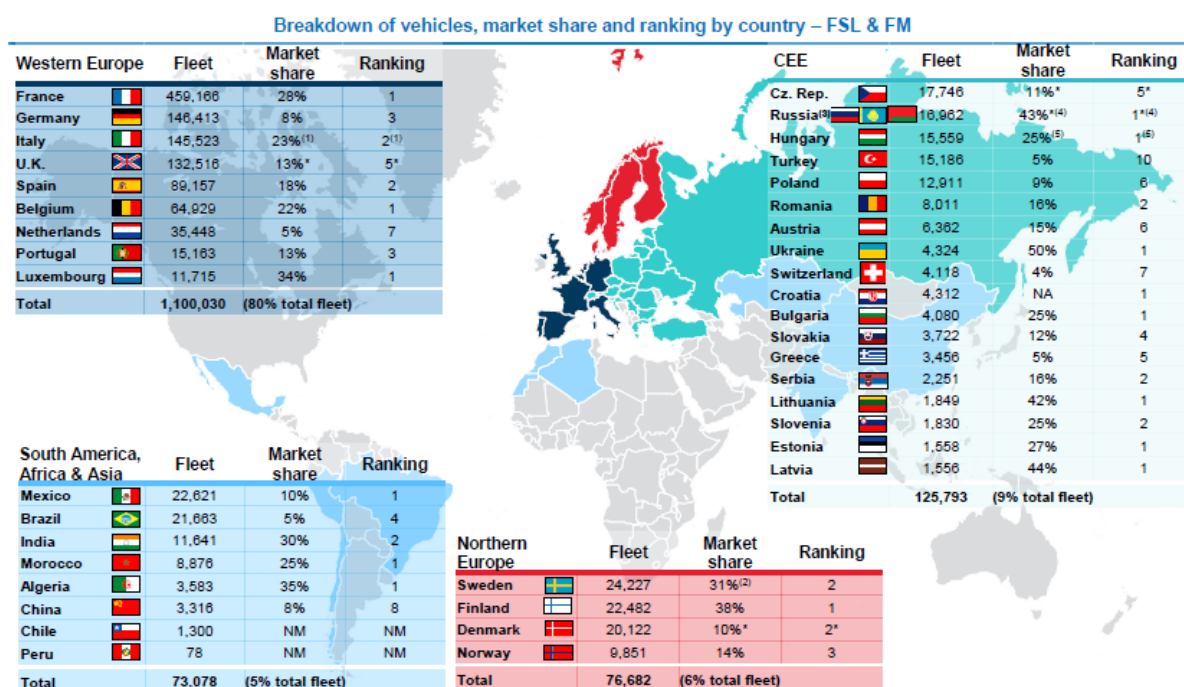 Breakdown of vehicles, market share and ranking by country – FSL & FM
Western Europe Fleet Market share Ranking
France 459,166 28% 1
Germany 146,413 8% 3
Italy 145,523 23%(1) 2(1)
U.K. 132,516 13%* 5*
Spain 89,157 18% 2
Belgium 64,929 22% 1
Netherlands 35,448 5% 7
Portugal 15,163 13% 3
Luxembourg 11,715 34% 1
Total 1,100,030 (80% total fleet)
CEE Fleet Market share Ranking
Cz. Rep. 17,746 11%* 5*
Russia(3) 16,962 43%*(4) 1*(4)
Hungary 15,559 25%(5) 1(5)
Turkey 15,186 5% 10
Poland 12,911 9% 6
Romania 8,011 16% 2
Austria 6,362 15% 6
Ukraine 4,324 50% 1
Switzerland 4,118 4% 7
Croatia 4,312 NA 1
Bulgaria 4,080 25% 1
Slovakia 3,722 12% 4
Greece 3,456 5% 5
Serbia 2,251 16% 2
Lithuania 1,849 42% 1
Slovenia 1,830 25% 2
Estonia 1,558 27% 1
Latvia 1,556 44% 1
Total 125,793 (9% total fleet)
South America, Africa & Asia Fleet Market share Ranking
Mexico 22,621 10% 1
Brazil 21,663 5% 4
India 11,641 30% 2
Morocco 8,876 25% 1
Algeria 3,583 35% 1
China 3,316 8% 8
Chile 1,300 NM NM
Peru 78 NM NM
Total 73,078 (5% total fleet)
Northern Europe Fleet Market share Ranking
Sweden 24,227 31%(2) 2
Finland 22,482 38% 1
Denmark 20,122 10%* 2*
Norway 9,851 14% 3
Total 76,682 (6% total fleet)